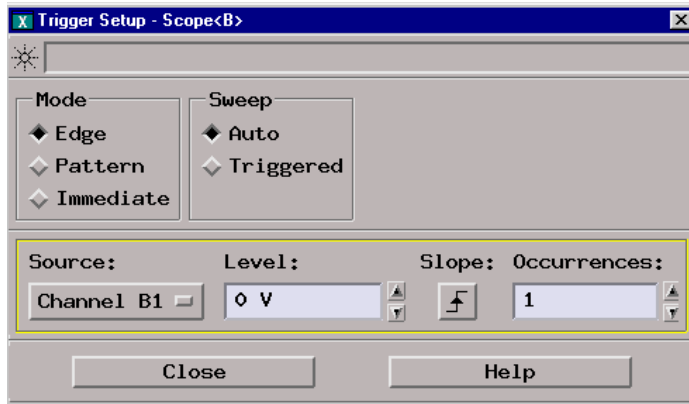 Trigger Setup - Scope<B>
Mode
Sweep
Edge
Auto
Pattern
Triggered
Immediate
Source:
Level:
Slope:
Occurrences:
Channel B1
0 V
1
Close
Help